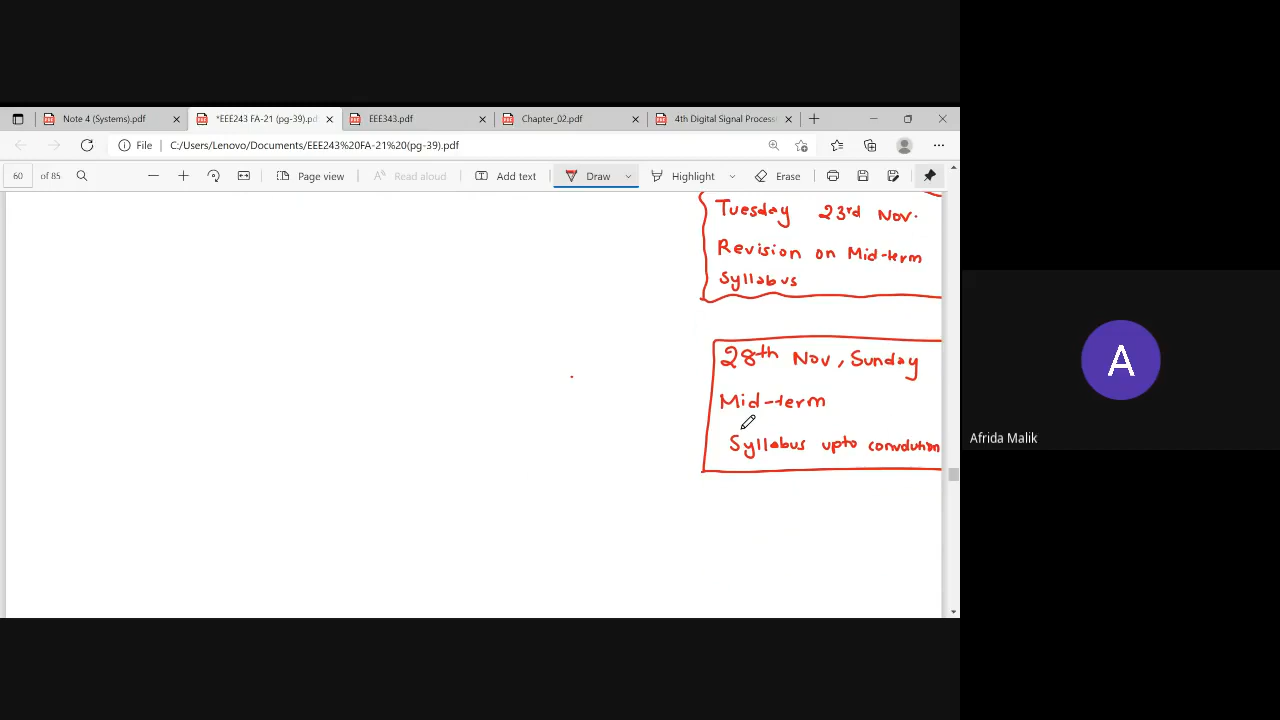 Note 4 (Systems).pdf
*EEE243 FA-21 (pg-39).pd
EEE343.pdf
Chapter_02.pdf
4th Digital Signal Process
File
C:/Users/Lenovo/Documents/EEE243%20FA-21%20(pg-39).pdf
60 of 85
Page view
Read aloud
Add text
Draw
Highlight
Erase
Tuesday 23rd Nov.
Revision on Mid-term
Syllabus
28th Nov, Sunday
Mid-term
Syllabus upto convolution
A
Afrida Malik